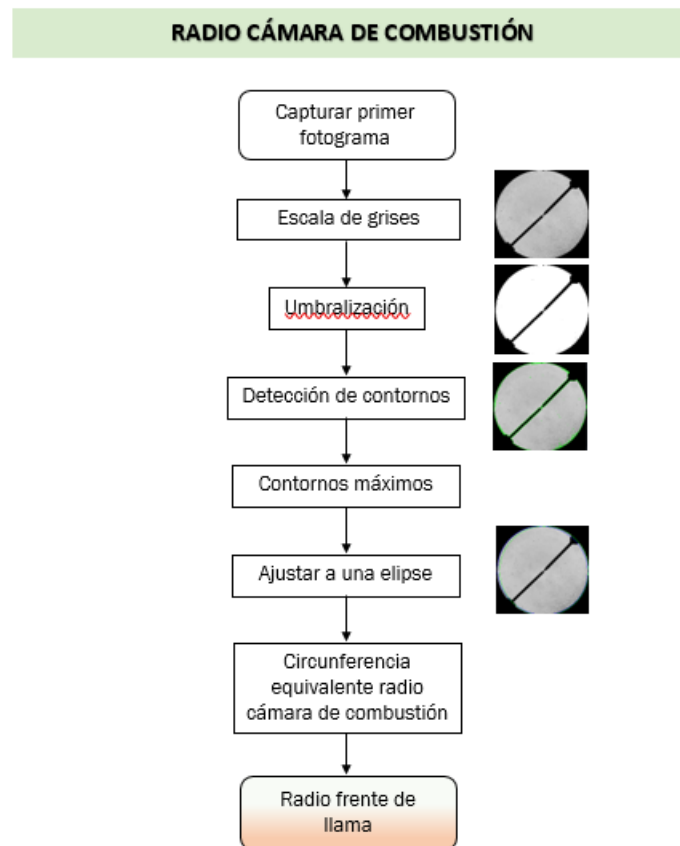 RADIO CÁMARA DE COMBUSTIÓN
Capturar primer
fotograma
Escala de grises
Umbralización
Detección de contornos
Contornos máximos
Ajustar a una elipse
Circunferencia
equivalente radio
cámara de combustión
Radio frente de
llama